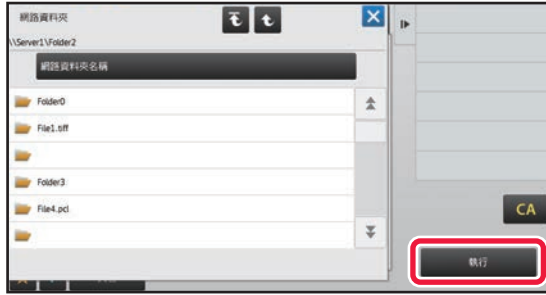 網路資料夾
\\Server1\Folder2
網路資料夾名稱
Folder0
File1.tiff
Folder3
File4.pcl
CA
執行